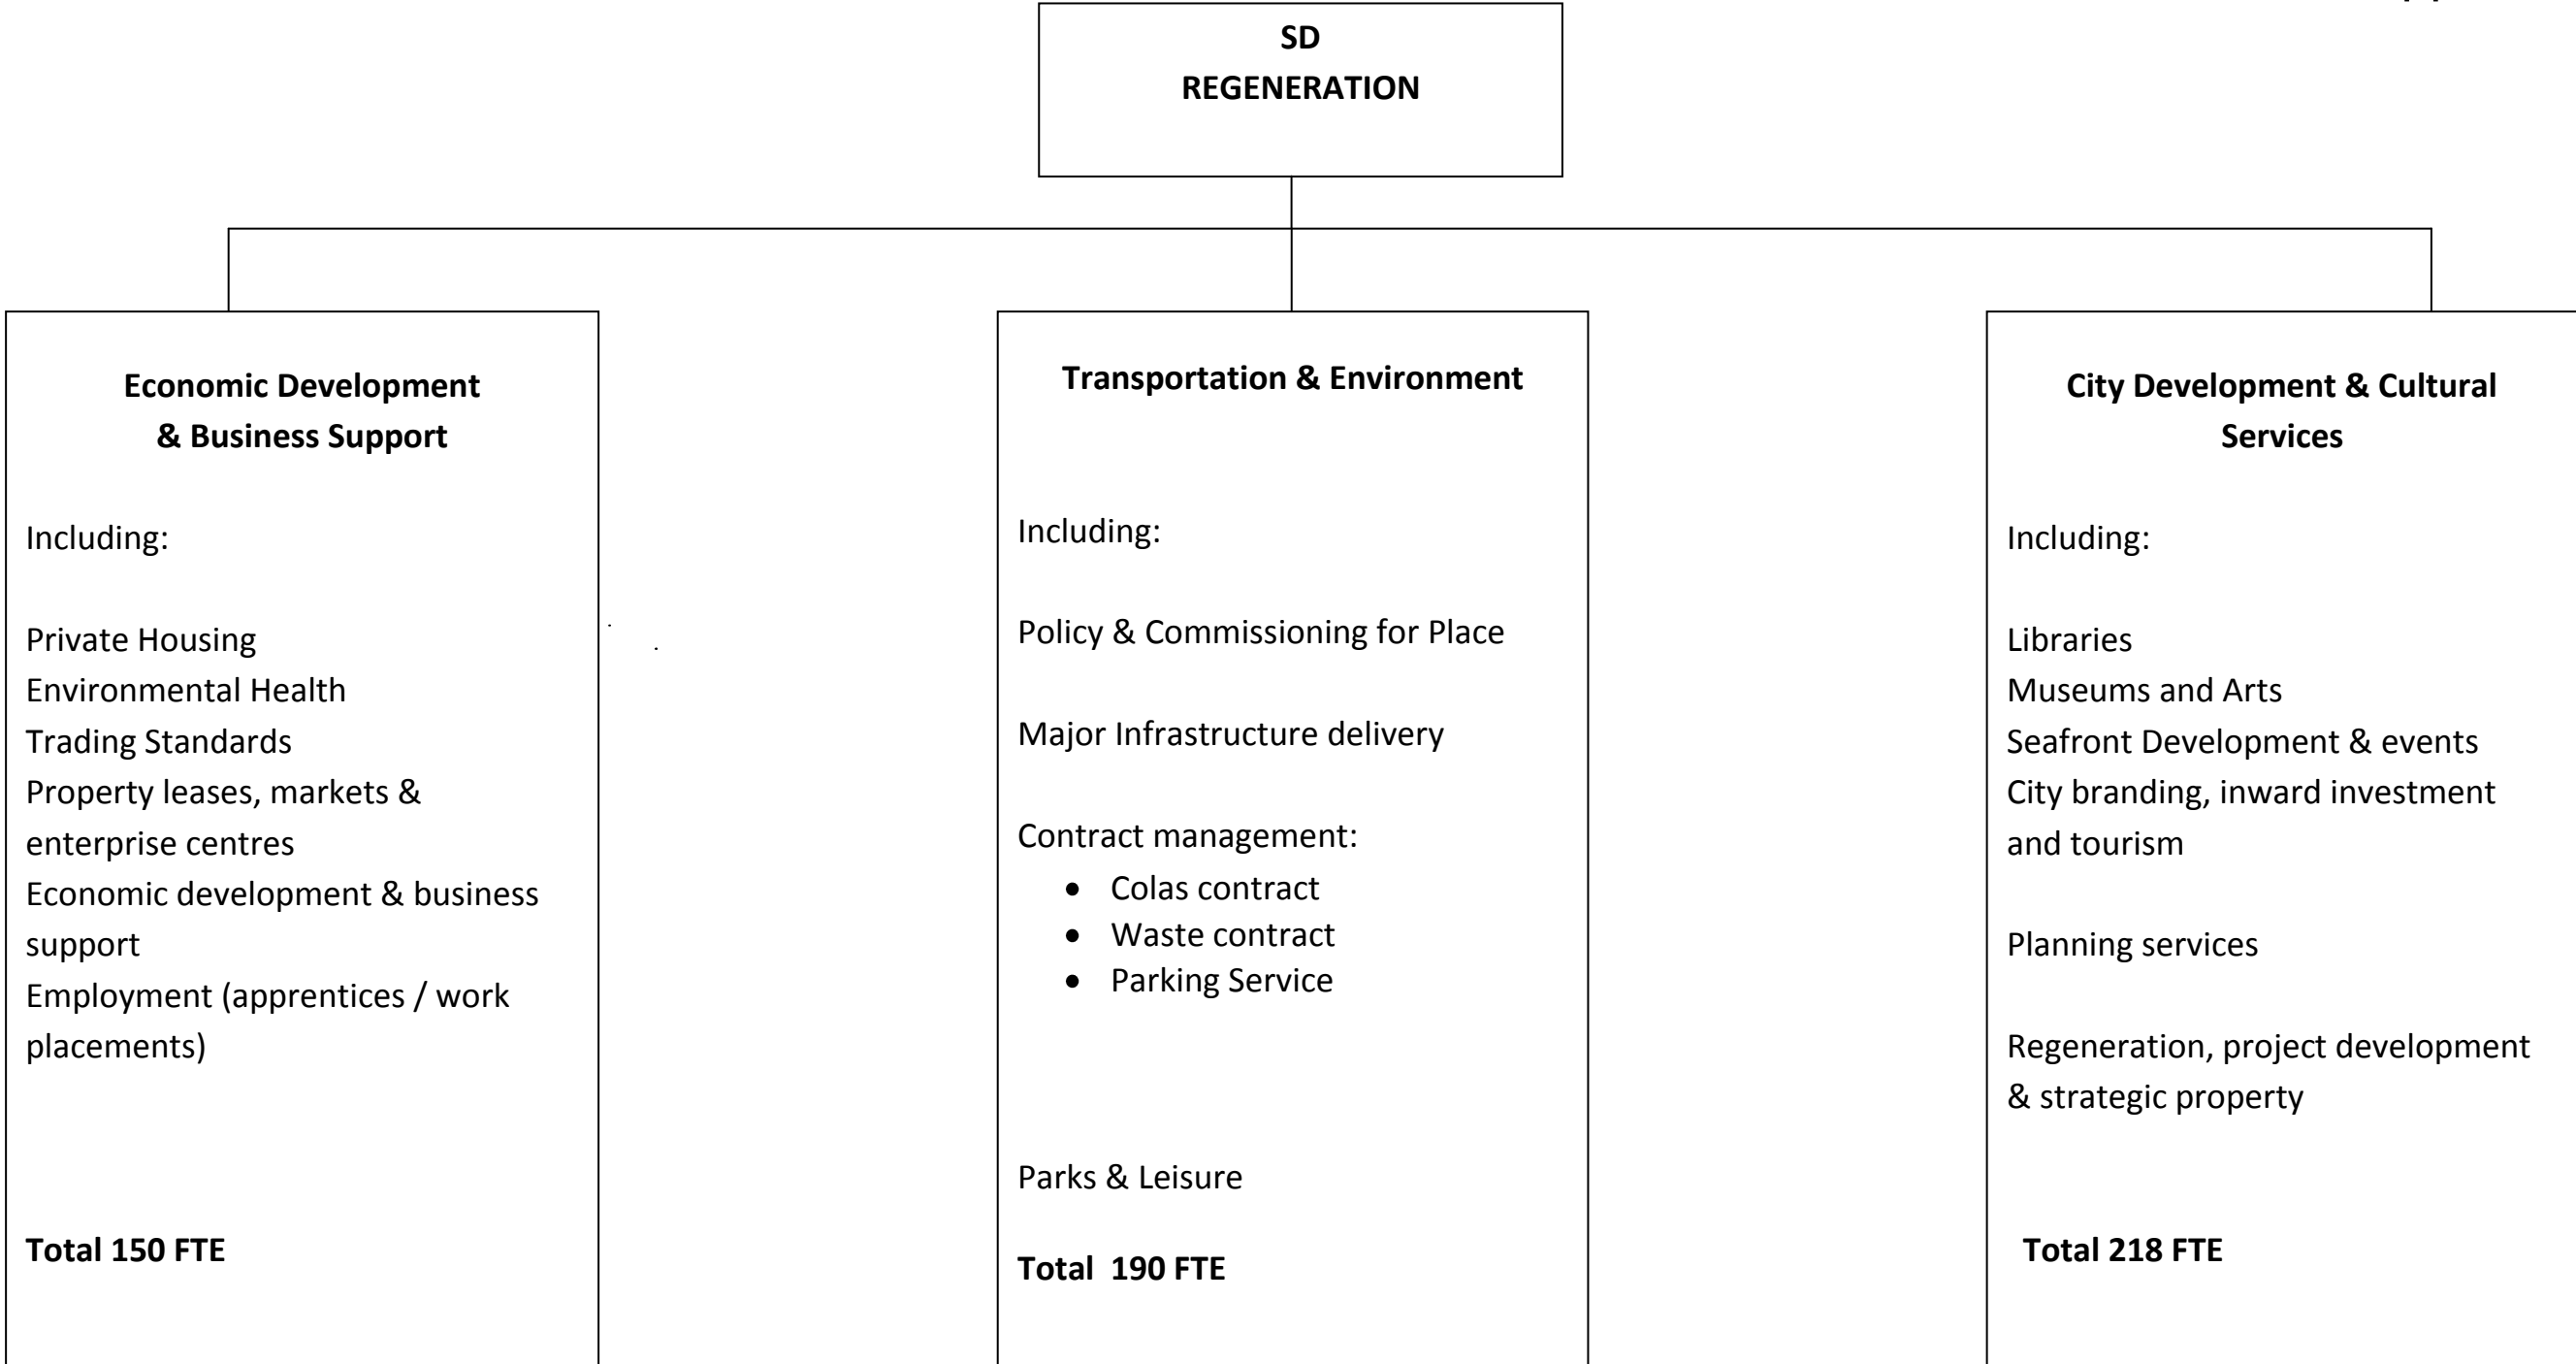 SD
REGENERATION
Economic Development
& Business Support
Including:
Private Housing
Environmental Health
Trading Standards
Property leases, markets &
enterprise centres
Economic development & business
support
Employment (apprentices / work
placements)
Total 150 FTE
Transportation & Environment
Including:
Policy & Commissioning for Place
Major Infrastructure delivery
Contract management:
• Colas contract
• Waste contract
• Parking Service
Parks & Leisure
Total  190 FTE
City Development & Cultural
Services
Including:
Libraries
Museums and Arts
Seafront Development & events
City branding, inward investment
and tourism
Planning services
Regeneration, project development
& strategic property
Total 218 FTE